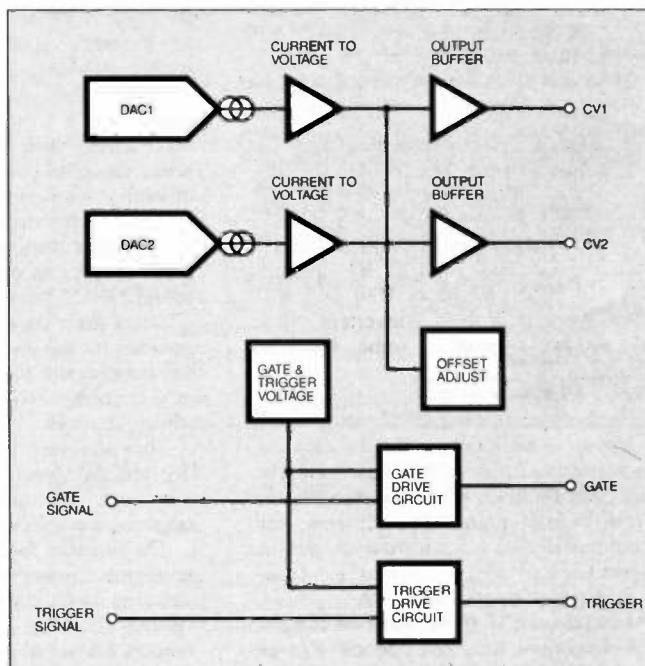 CURRENT TO
VOLTAGE
OUTPUT
BUFFER
DAC1
CV1
CURRENT TO
VOLTAGE
OUTPUT
BUFFER
DAC2
CV2
GATE &
TRIGGER
VOLTAGE
OFFSET
ADJUST
GATE
SIGNAL
GATE
DRIVE
CIRCUIT
GATE
TRIGGER
SIGNAL
TRIGGER
DRIVE
CIRCUIT
TRIGGER